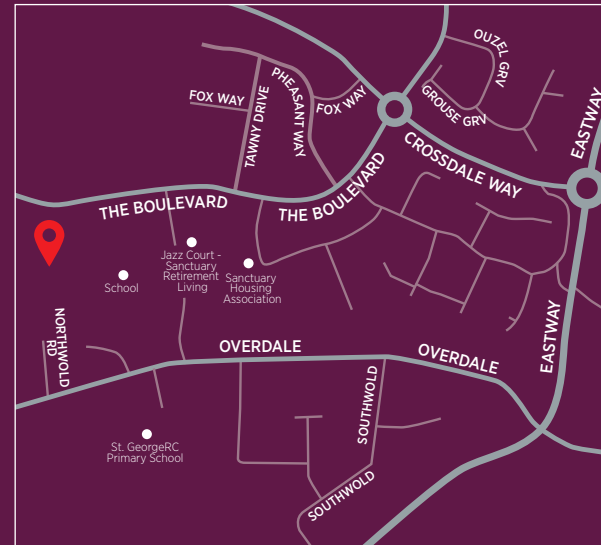 OUZEL GRV
PHEASANT WAY
FOX WAY
FOX WAY
TAWNY DRIVE
GROUSE GRV
EASTWAY
CROSSDALE WAY
THE BOULEVARD
THE BOULEVARD
Jazz Court -
Sanctuary
Retirement
Living
School
Sanctuary
Housing
Association
NORTHWOLD
RD
OVERDALE
OVERDALE
EASTWAY
SOUTHWOLD
St. GeorgeRC
Primary School
SOUTHWOLD